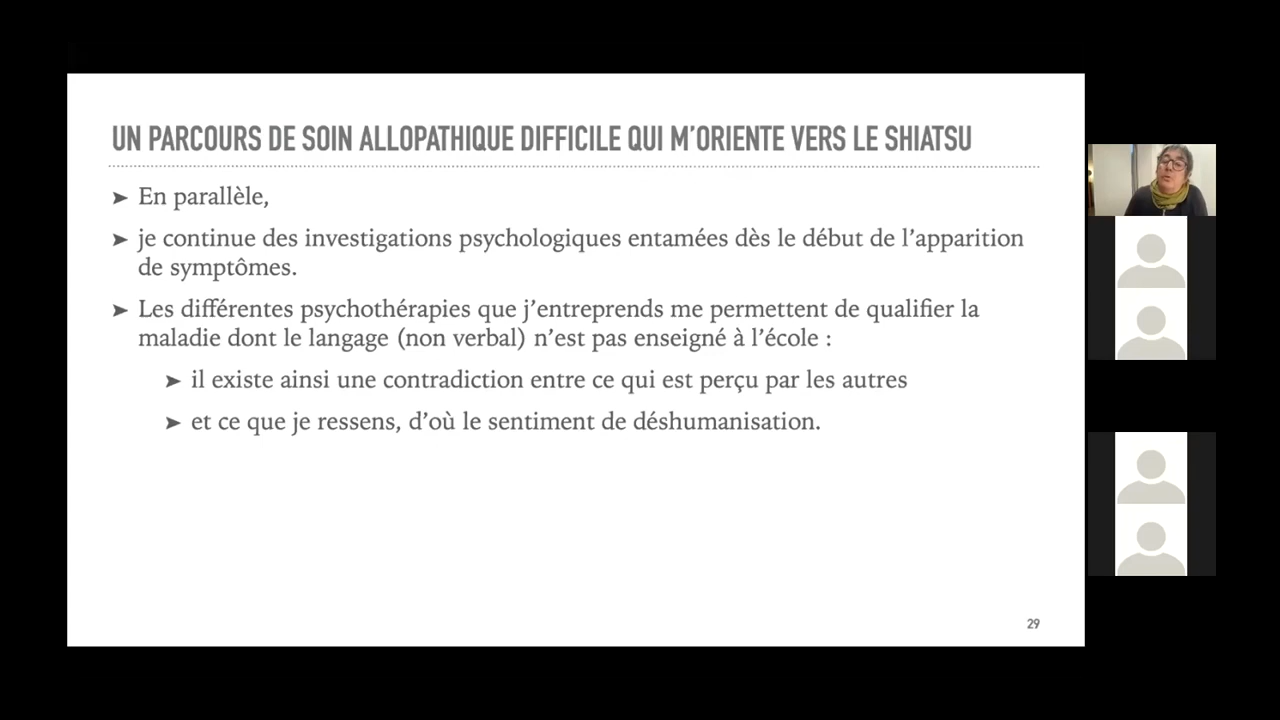 UN PARCOURS DE SOIN ALLOPATHIQUE DIFFICILE QUI M'ORIENTE VERS LE SHIATSU
➤ En parallèle,
➤ je continue des investigations psychologiques entamées dès le début de l'apparition
de symptômes.
➤ Les différentes psychothérapies que j'entreprends me permettent de qualifier la
maladie dont le langage (non verbal) n'est pas enseigné à l'école :
➤ il existe ainsi une contradiction entre ce qui est perçu par les autres
➤ et ce que je ressens, d'où le sentiment de déshumanisation.
29